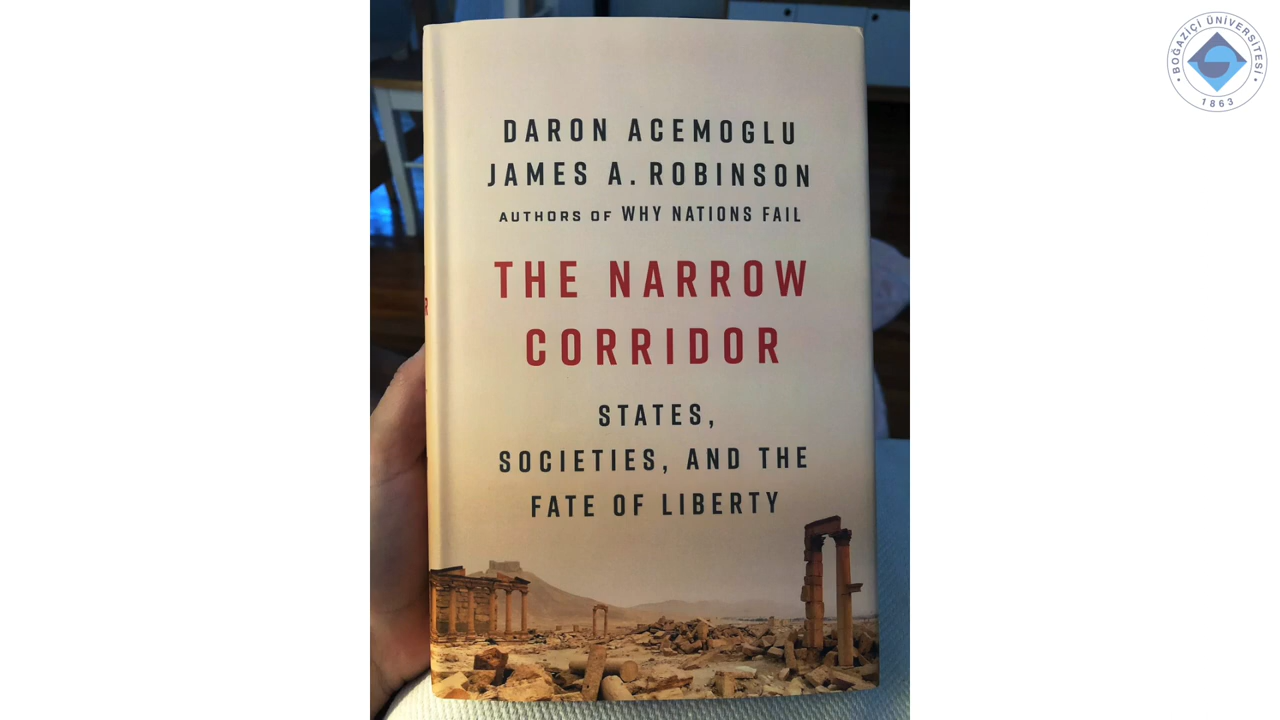 DARON ACEMOGLU
JAMES A. ROBINSON
AUTHORS OF WHY NATIONS FAIL
THE NARROW
CORRIDOR
STATES,
SOCIETIES, AND THE
FATE OF LIBERTY
R
BOĞAZİÇİ ÜNİVERSİTESİ
1863